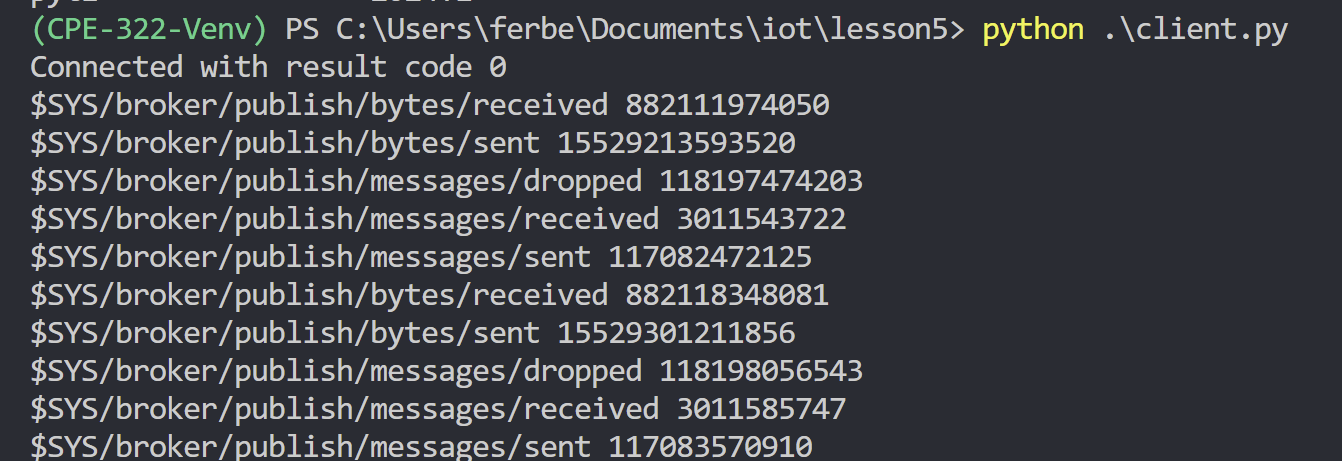 (CPE-322-Venv) PS C:\Users\ferbe\Documents\iot\lesson5> python .\client.py
Connected with result code 0
$SYS/broker/publish/bytes/received 882111974050
$SYS/broker/publish/bytes/sent 15529213593520
$SYS/broker/publish/messages/dropped 118197474203
$SYS/broker/publish/messages/received 3011543722
$SYS/broker/publish/messages/sent 117082472125
$SYS/broker/publish/bytes/received 882118348081
$SYS/broker/publish/bytes/sent 15529301211856
$SYS/broker/publish/messages/dropped 118198056543
$SYS/broker/publish/messages/received 3011585747
$SYS/broker/publish/messages/sent 117083570910